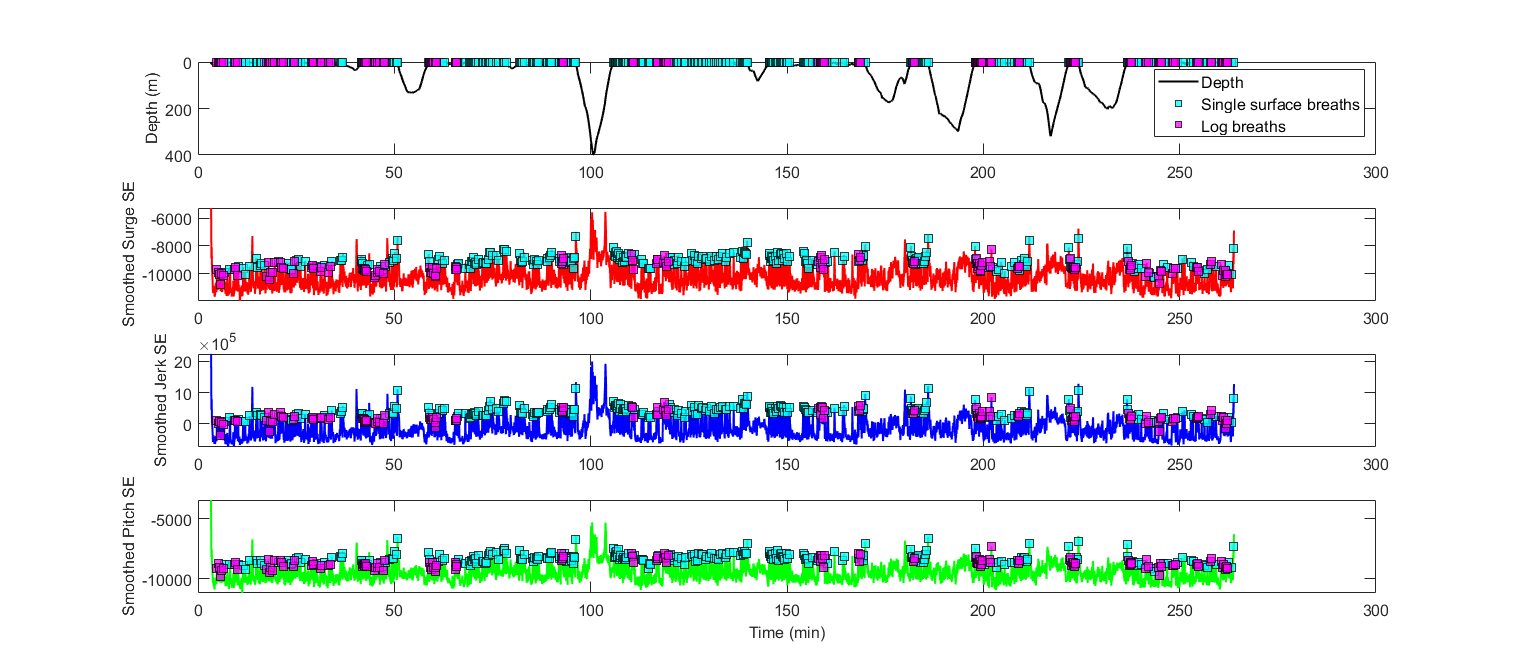 Depth (m)
0
200
400
Depth
Single surface breaths
Log breaths
0 50 100 150 200 250 300
Smoothed Surge SE
-6000
-8000
-10000
0 50 100 150 200 250 300
Smoothed Jerk SE
×10⁵
20
10
0
0 50 100 150 200 250 300
Smoothed Pitch SE
-5000
-10000
0 50 100 150 200 250 300
Time (min)